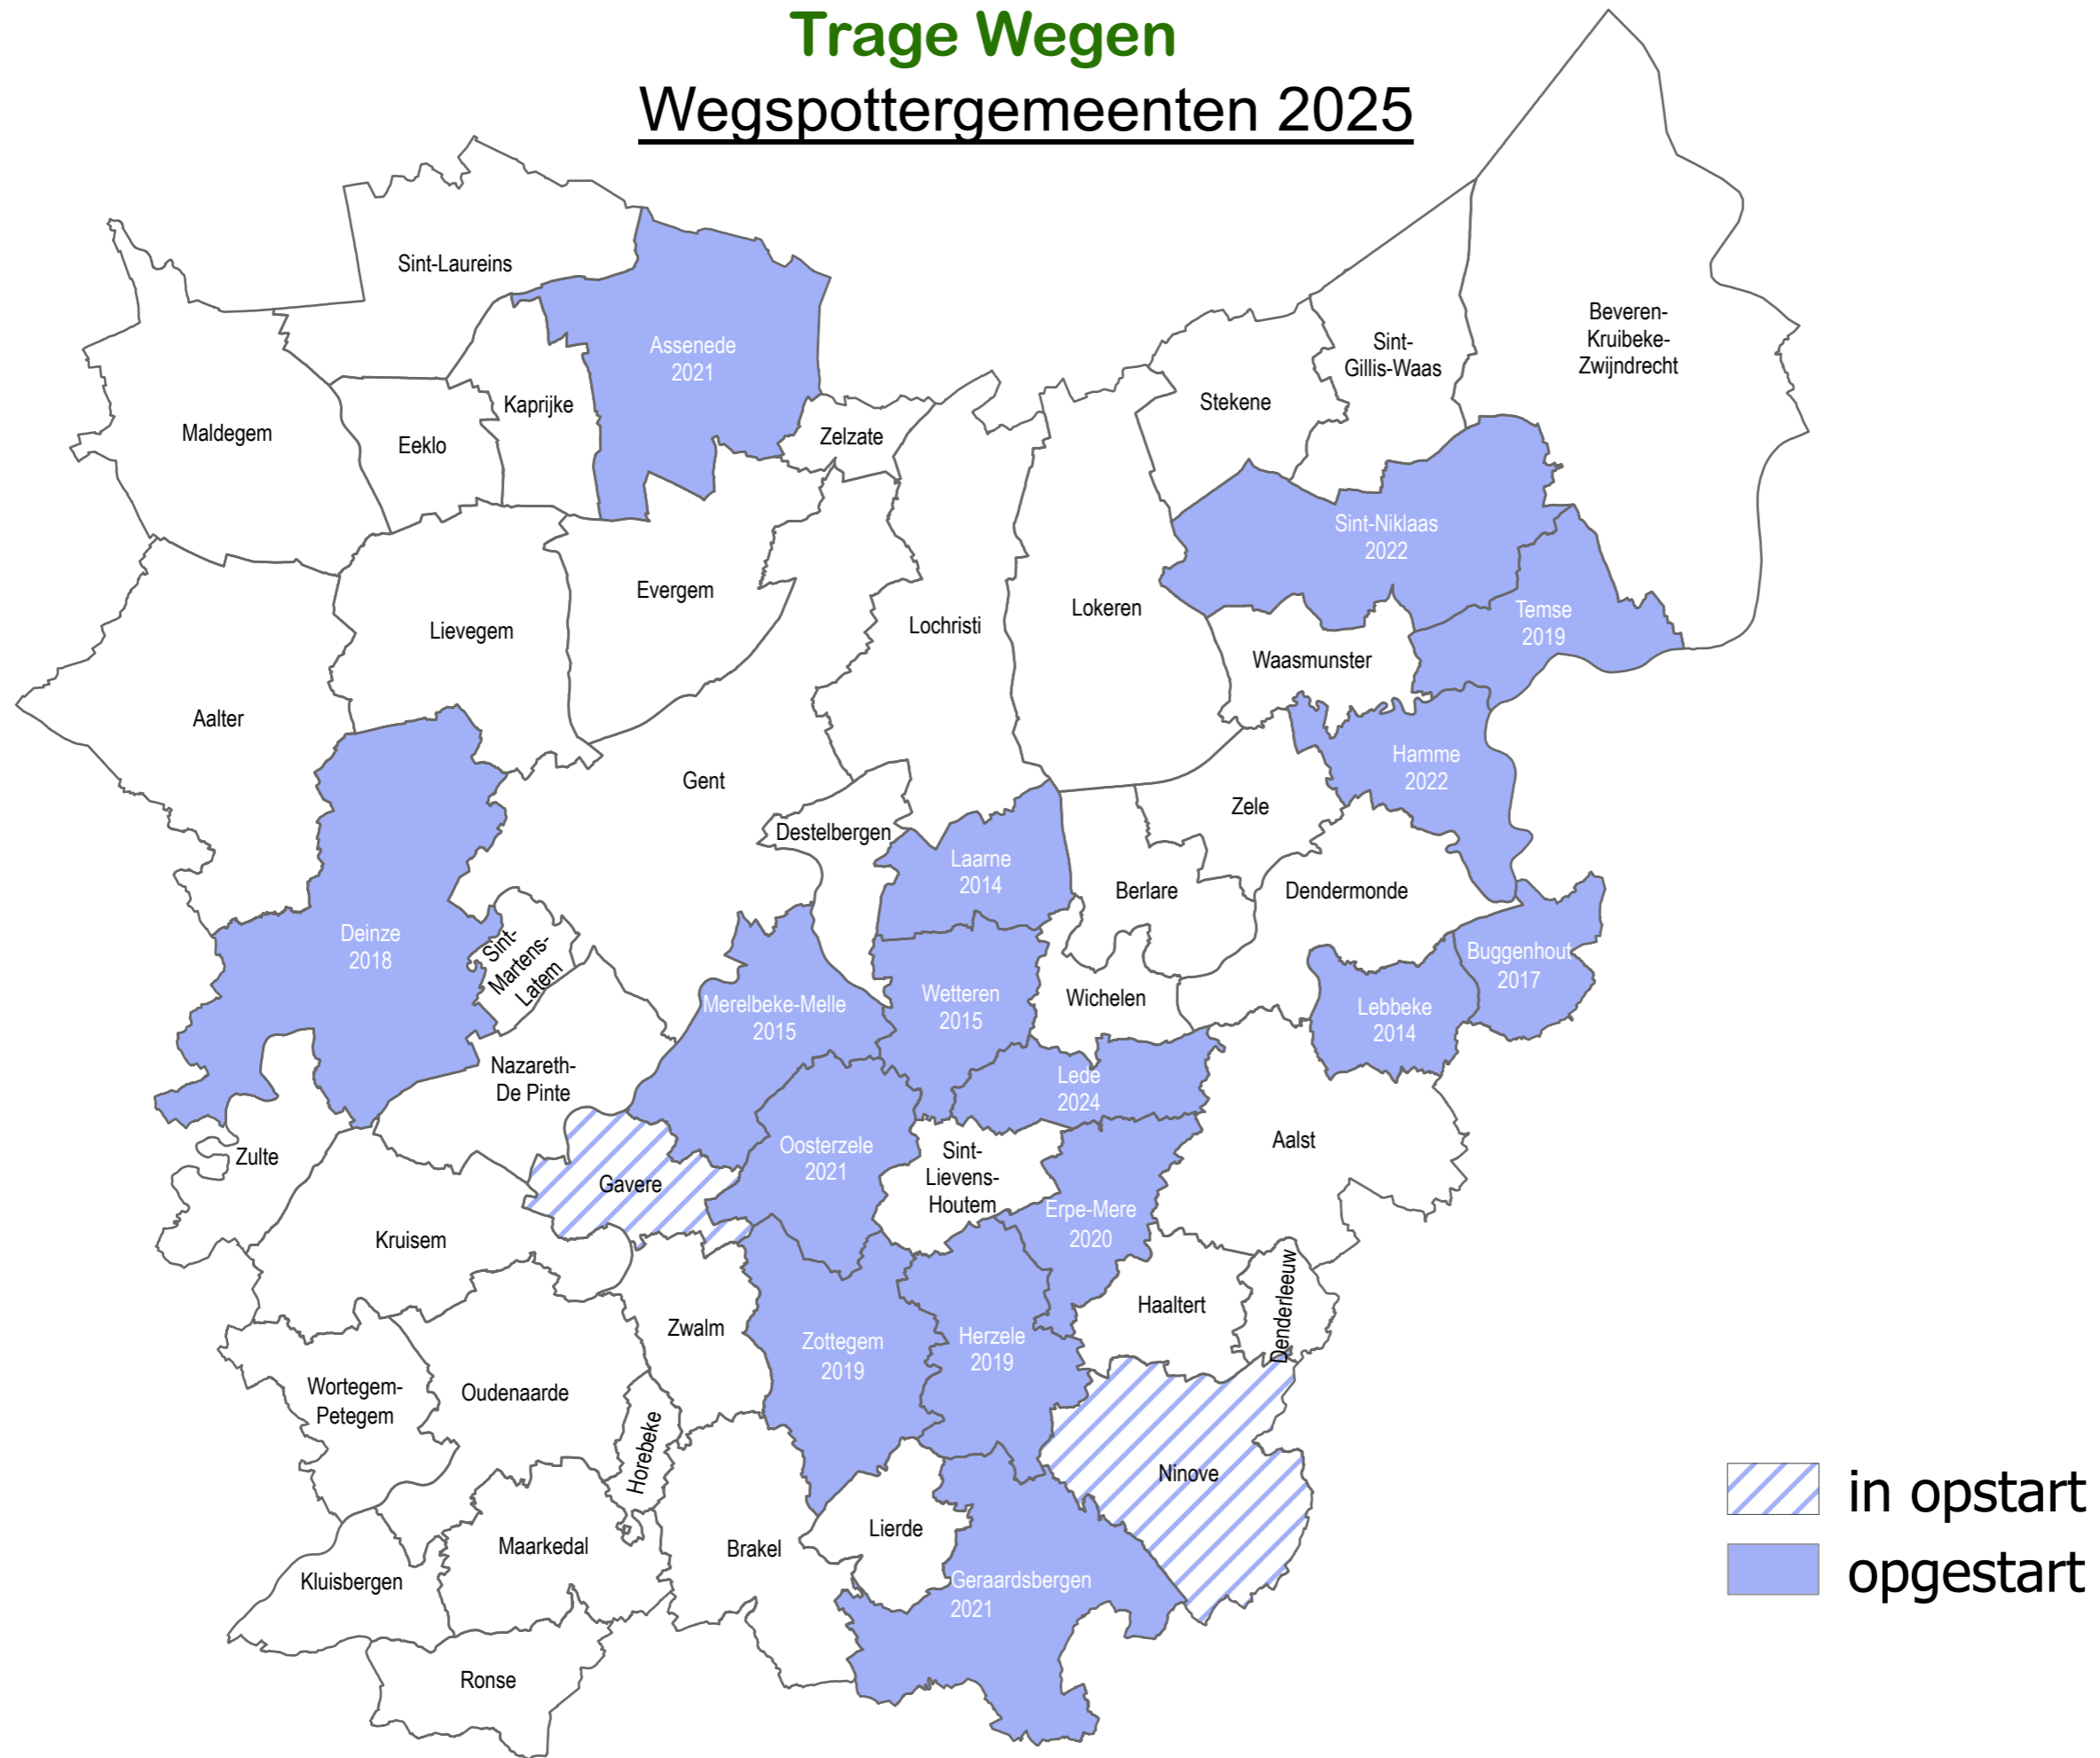 Trage Wegen
Wegspottergemeenten 2025
Sint-Laureins
Assenede
2021
Beveren-
Kruibeke-
Zwijndrecht
Sint-
Gillis-Waas
Stekene
Kaprijke
Maldegem
Eeklo
Zelzate
Sint-Niklaas
2022
Evergem
Lievegem
Lochristi
Lokeren
Temse
2019
Waasmunster
Aalter
Gent
Hamme
2022
Zele
Destelbergen
Laarne
2014
Berlare
Dendermonde
Deinze
2018
Sint-
Martens-
Latem
Buggenhout
2017
Merelbeke-Melle
2015
Wetteren
2015
Wichelen
Lebbeke
2014
Nazareth-
De Pinte
Lede
2024
Zulte
Oosterzele
2021
Sint-
Lievens-
Houtem
Aalst
Gavere
Erpe-Mere
2020
Kruisem
Haaltert
Denderleeuw
Zwalm
Zottegem
2019
Herzele
2019
Wortegem-
Petegem
Oudenaarde
Horebeke
Ninove
in opstart
Maarkedal
Brakel
Lierde
Kluisbergen
Geraardsbergen
2021
opgestart
Ronse